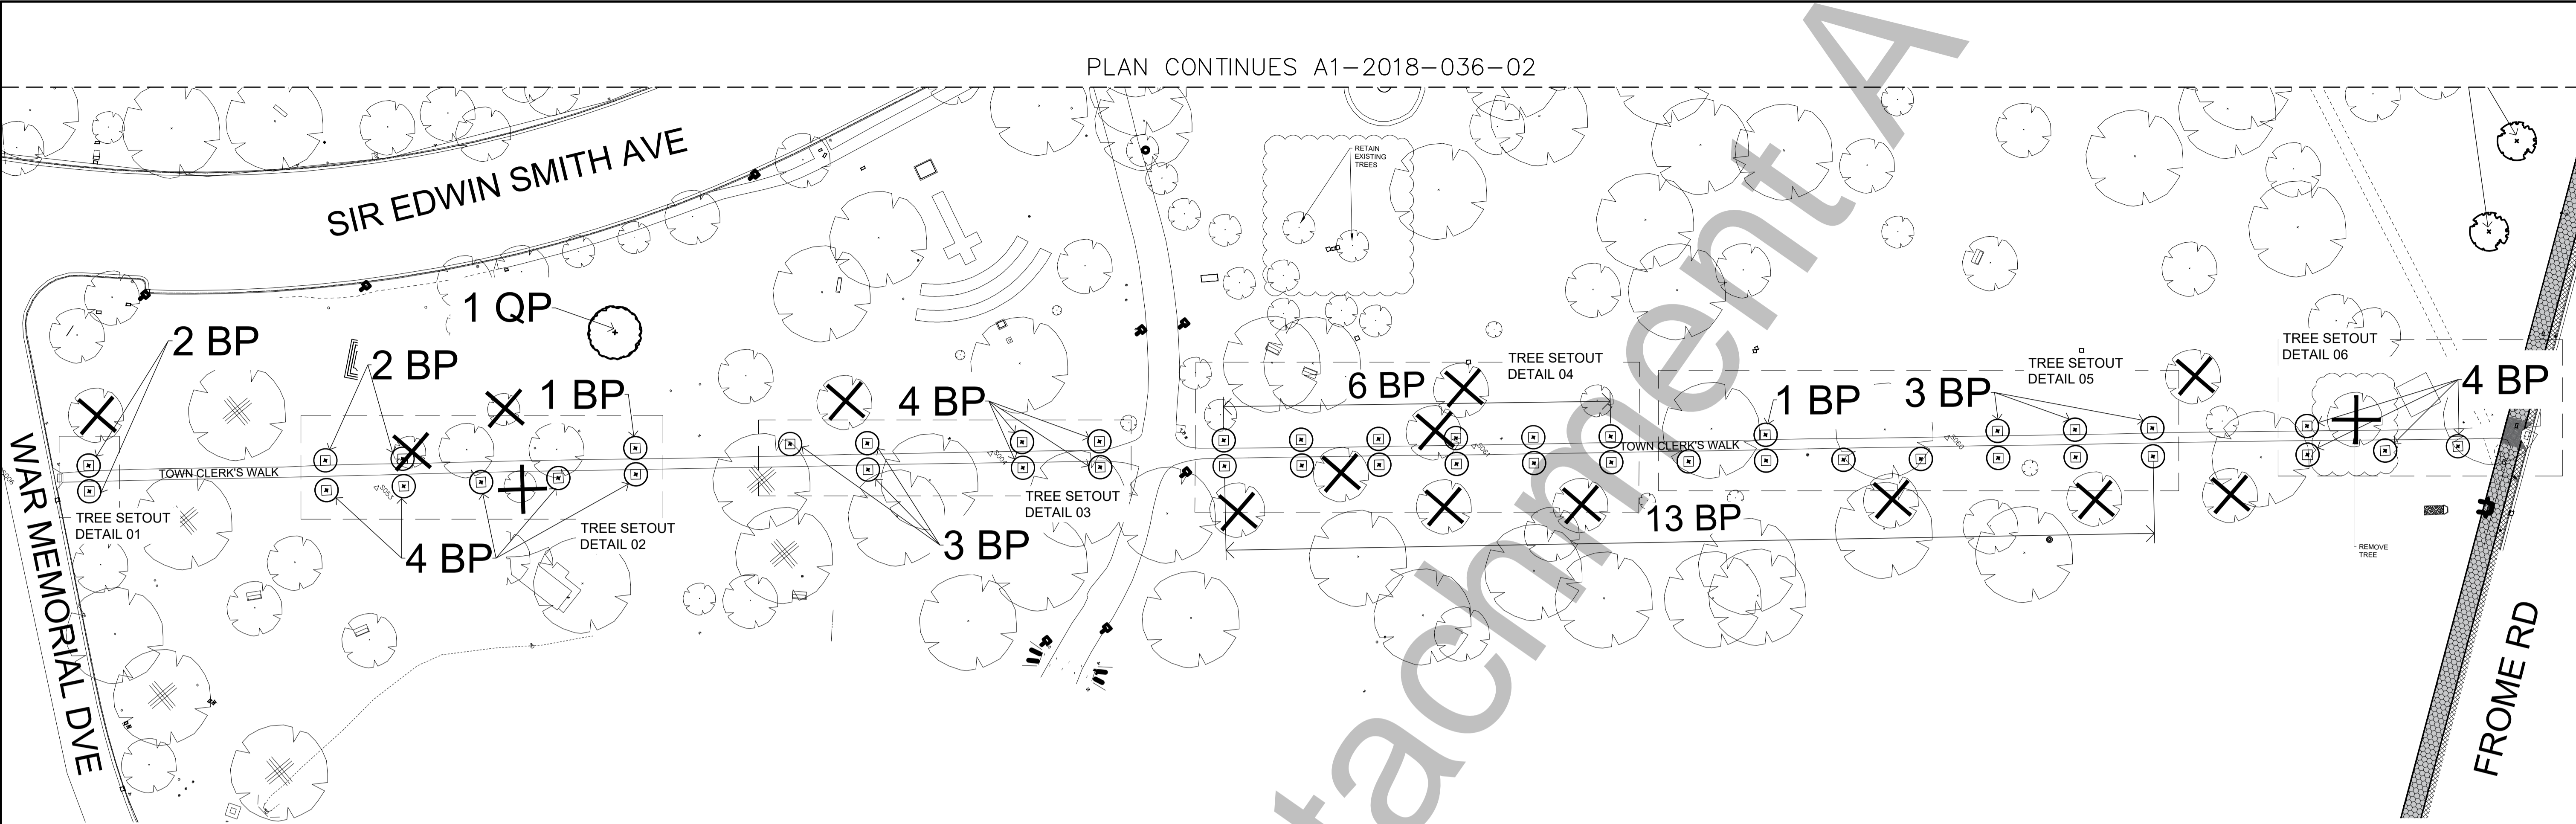 PLAN CONTINUES A1-2018-036-02
SIR EDWIN SMITH AVE
RETAIN
EXISTING
TREES
1 QP
2 BP
2 BP
1 BP
4 BP
6 BP
TREE SETOUT
DETAIL 04
1 BP
3 BP
TREE SETOUT
DETAIL 05
TREE SETOUT
DETAIL 06
4 BP
WAR MEMORIAL DVE
TOWN CLERK'S WALK
TOWN CLERK'S WALK
TREE SETOUT
DETAIL 01
4 BP
TREE SETOUT
DETAIL 02
3 BP
TREE SETOUT
DETAIL 03
13 BP
REMOVE
TREE
FROME RD
tachment A